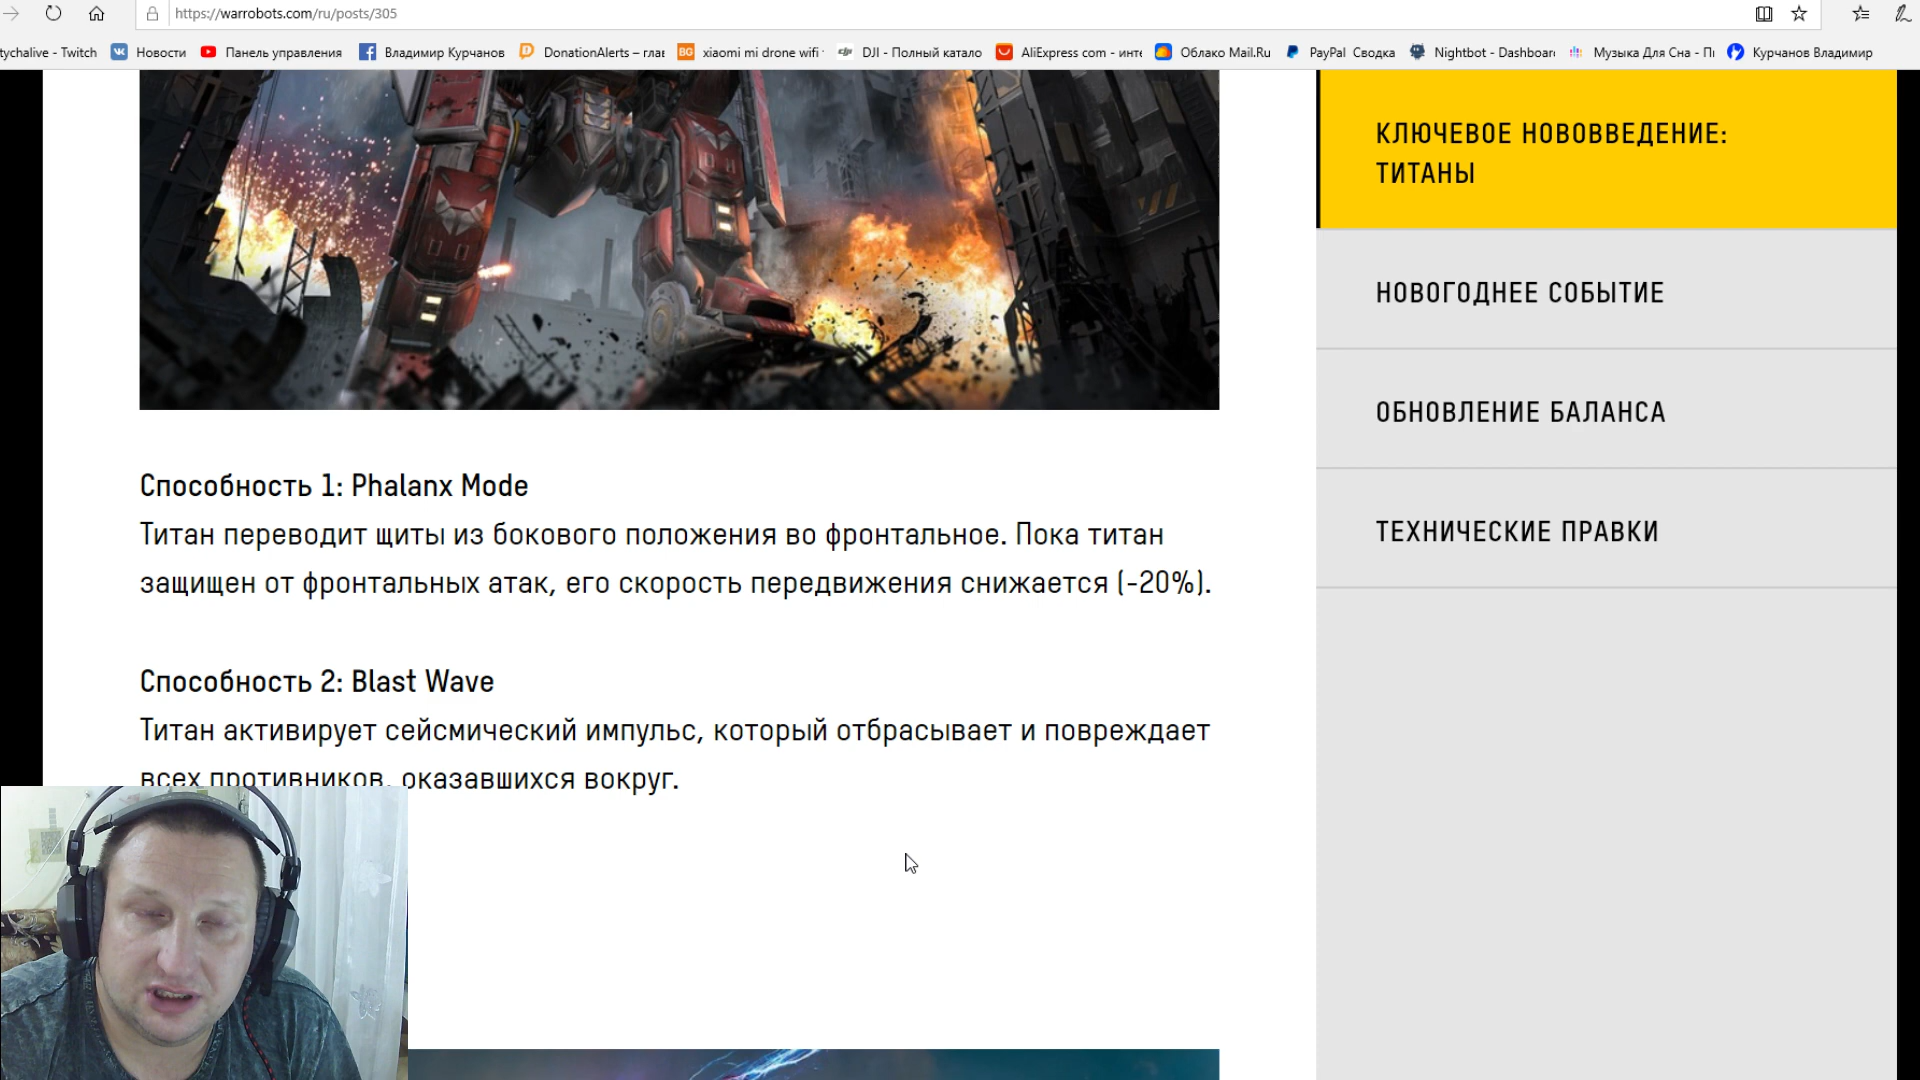 https://warrobots.com/ru/posts/305
tychalive - Twitch
Новости
Панель управления
Владимир Курчанов
DonationAlerts – глав
xiaomi mi drone wifi
DJI - Полный катало
AliExpress com - инте
Облако Mail.Ru
PayPal Сводка
Nightbot - Dashboard
Музыка Для Сна - П
Курчанов Владимир
КЛЮЧЕВОЕ НОВОВВЕДЕНИЕ:
ТИТАНЫ
НОВОГОДНЕЕ СОБЫТИЕ
ОБНОВЛЕНИЕ БАЛАНСА
ТЕХНИЧЕСКИЕ ПРАВКИ
Способность 1: Phalanx Mode
Титан переводит щиты из бокового положения во фронтальное. Пока титан
защищен от фронтальных атак, его скорость передвижения снижается (-20%).
Способность 2: Blast Wave
Титан активирует сейсмический импульс, который отбрасывает и повреждает
всех противников, оказавшихся вокруг.